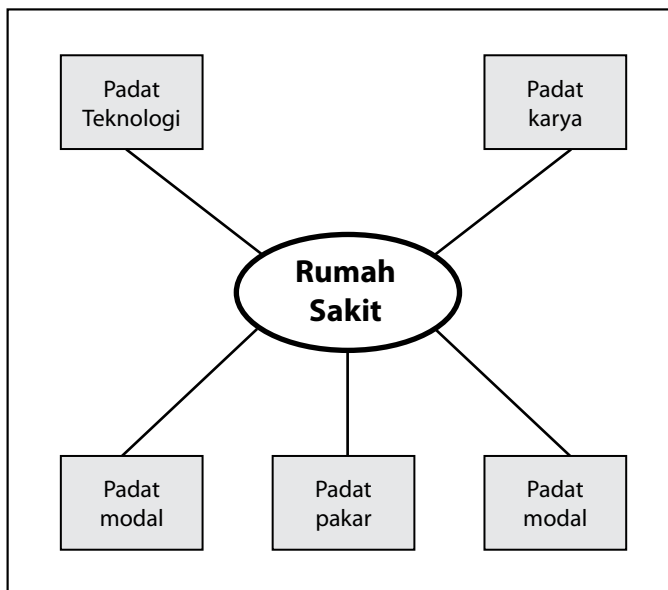 Padat
Teknologi
Padat
karya
Rumah
Sakit
Padat
modal
Padat
pakar
Padat
modal